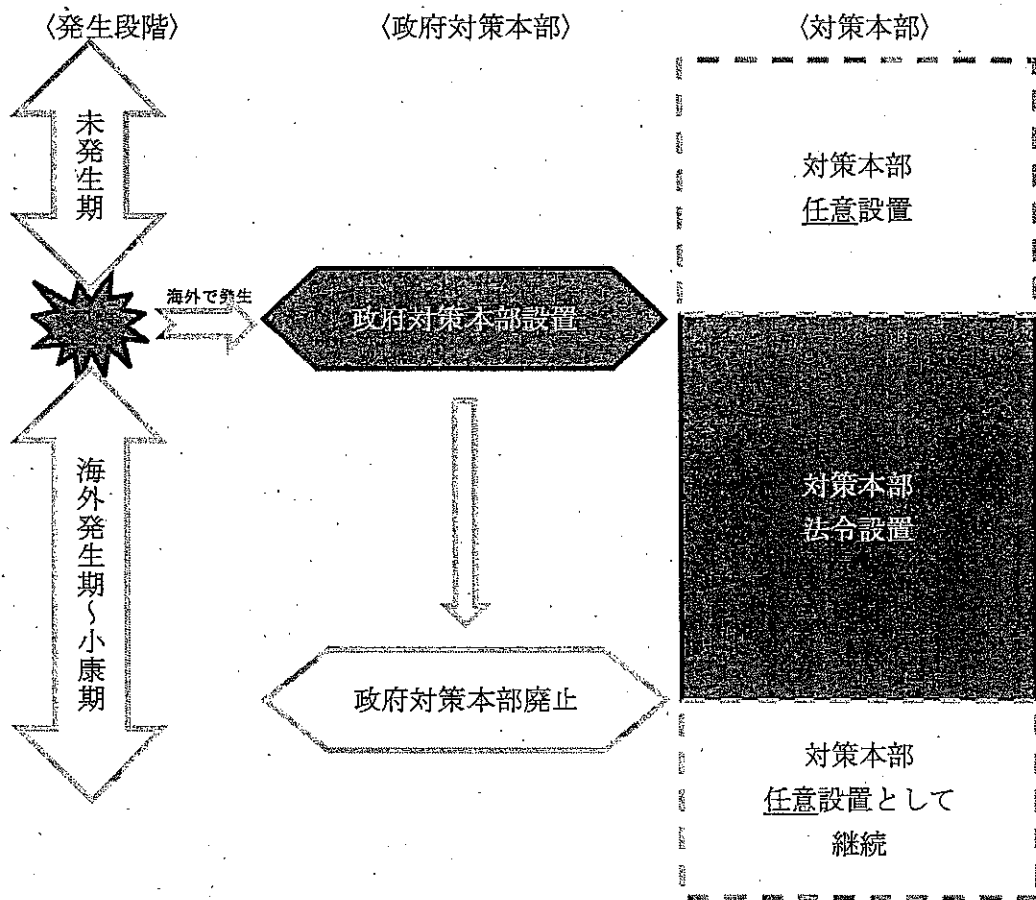 〈発生段階〉
〈政府対策本部〉
〈対策本部〉
未発生期
対策本部
任意設置
海外で発生
政府対策本部設置
海外発生期～小康期
対策本部
法令設置
政府対策本部廃止
対策本部
任意設置として
継続